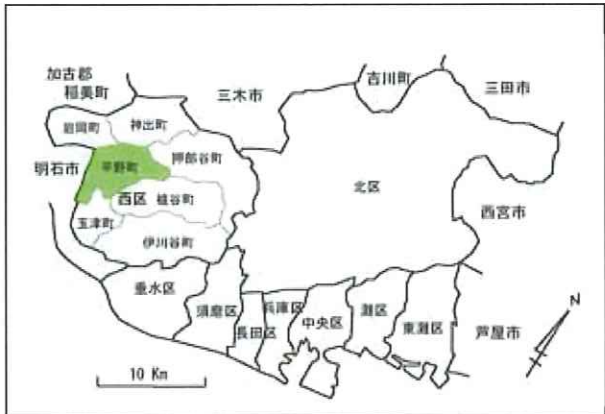 加古郡
稲美町
三木市
吉川町
三田市
岩岡町
神出町
押部谷町
明石市
平野町
北区
西区
櫨谷町
西宮市
玉津町
伊川谷町
垂水区
須磨区
長田区
兵庫区
中央区
灘区
東灘区
芦屋市
N
10 Km